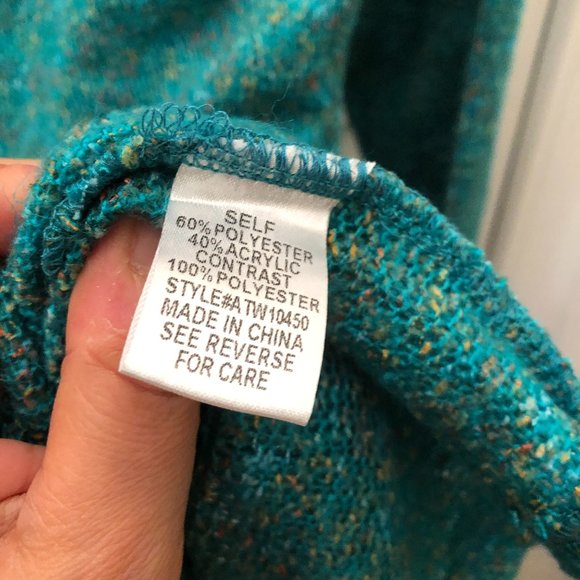 SELF
60% POLYESTER
40% ACRYLIC
CONTRAST
100% POLYESTER
STYLE#ATW10450
MADE IN CHINA
SEE REVERSE
FOR CARE